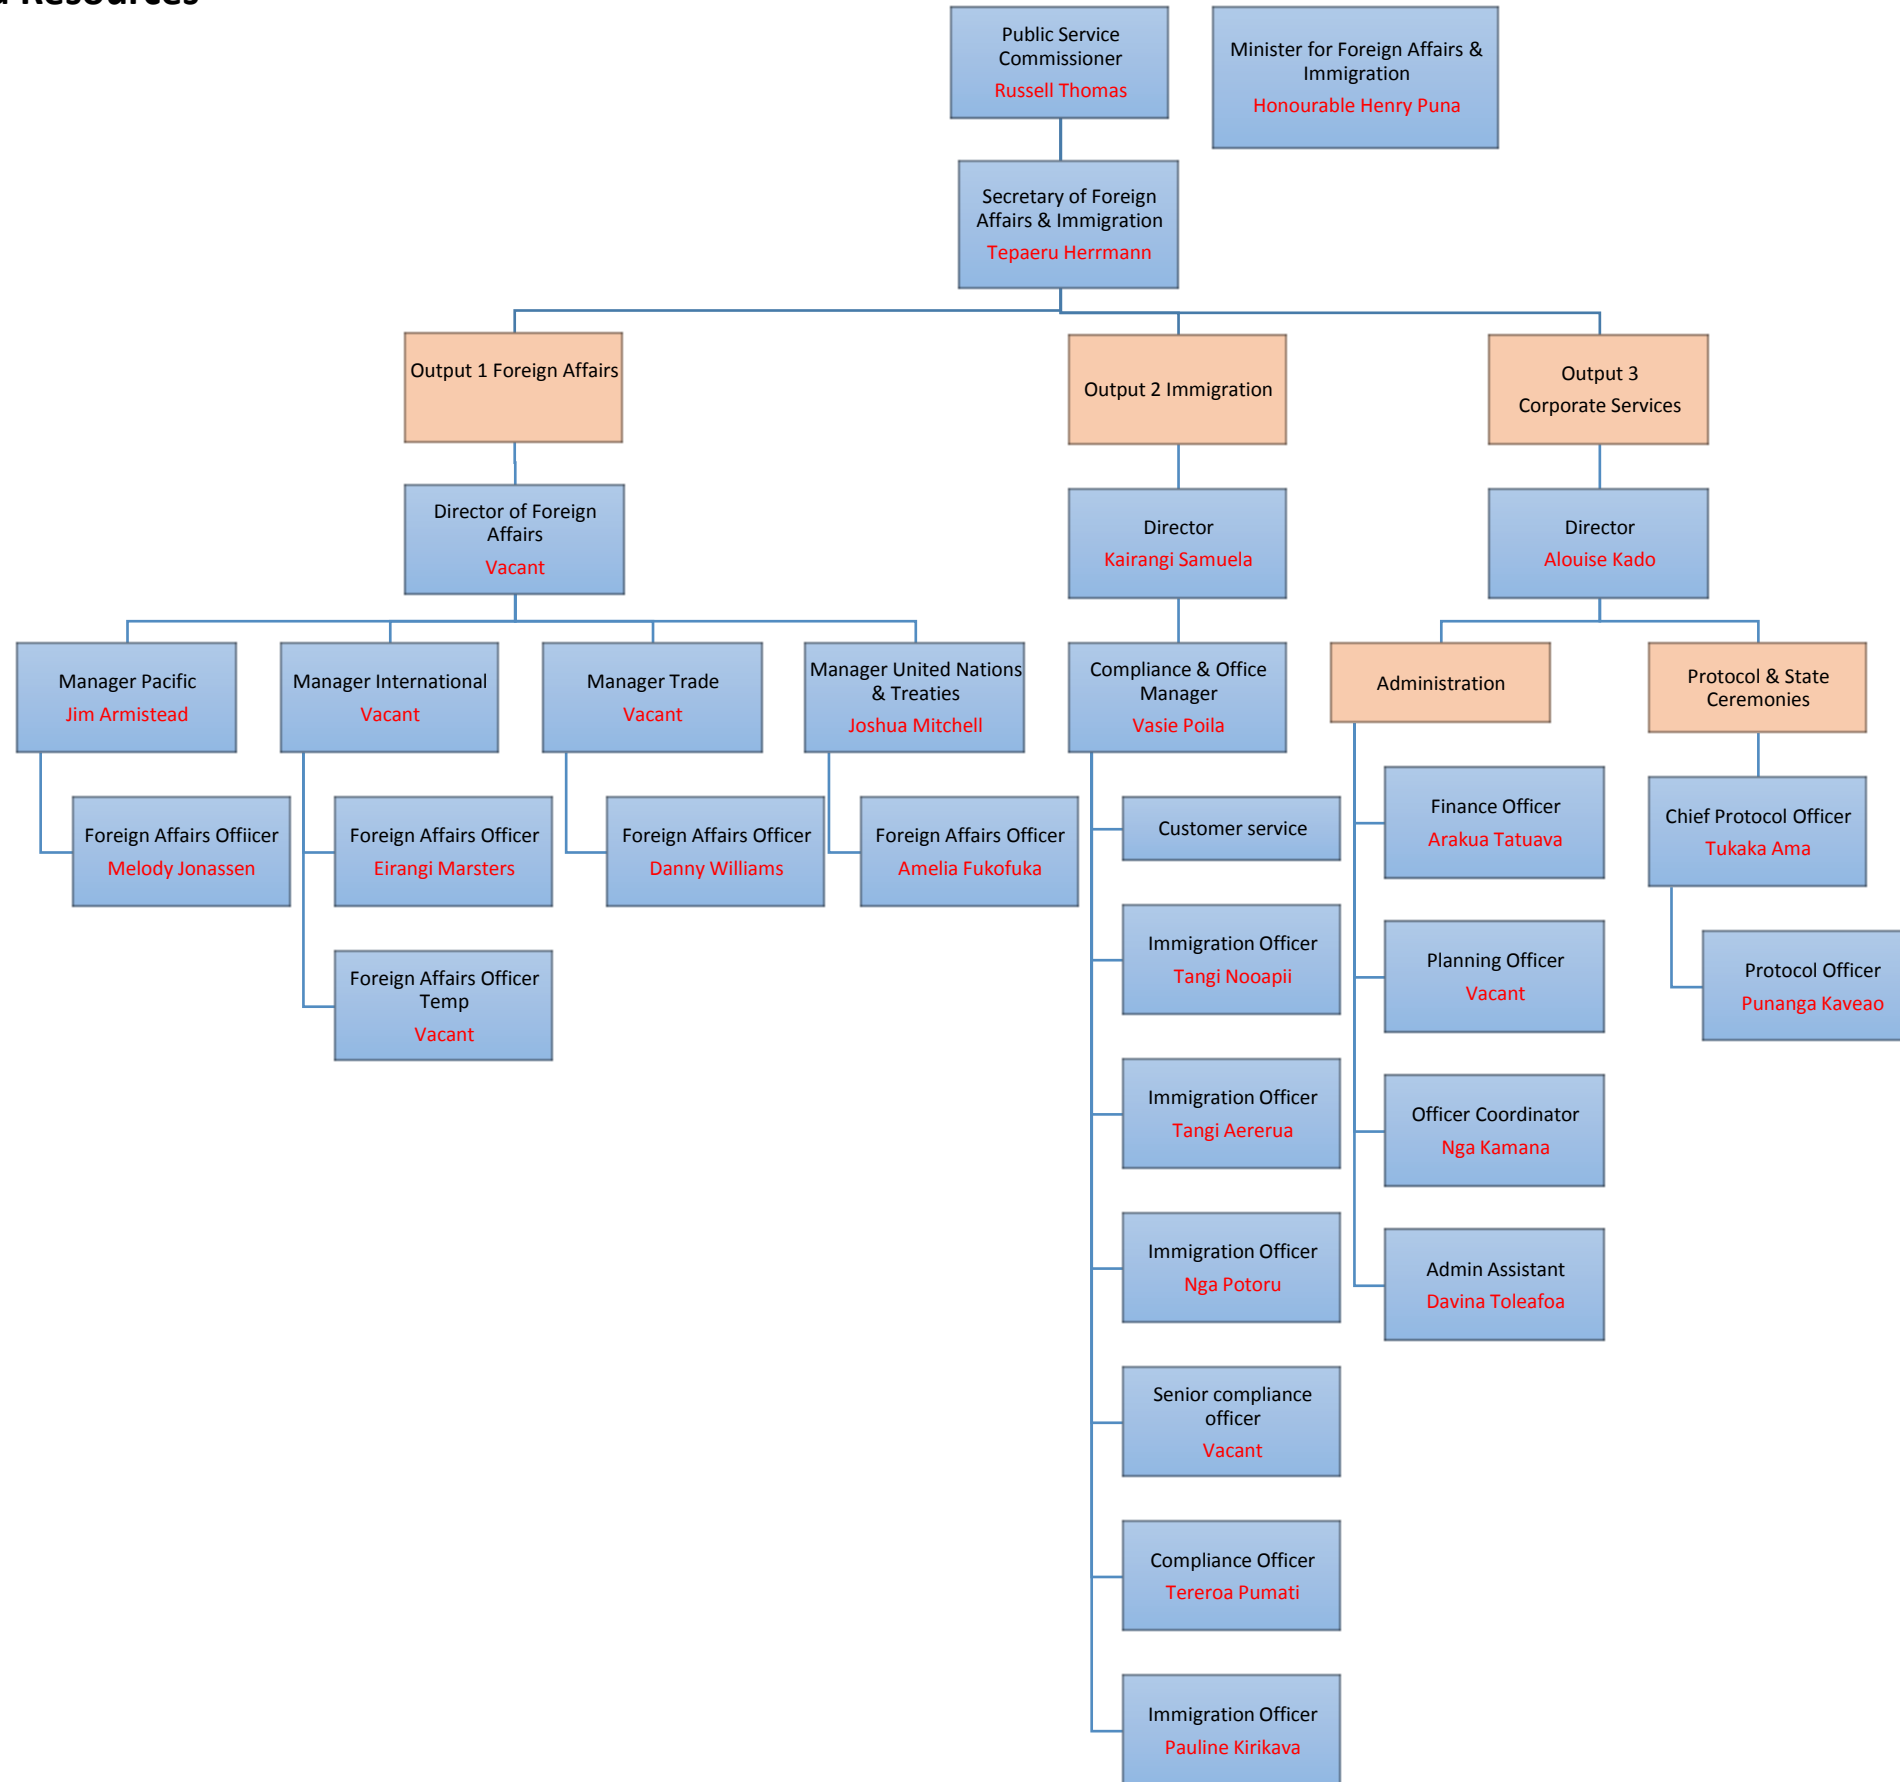 Resources
Public Service
Commissioner
Russell Thomas
Minister for Foreign Affairs &
Immigration
Honourable Henry Puna
Secretary of Foreign
Affairs & Immigration
Tepaeru Herrmann
Output 1 Foreign Affairs
Output 2 Immigration
Output 3
Corporate Services
Director of Foreign
Affairs
Vacant
Director
Kairangi Samuela
Director
Alouise Kado
Manager Pacific
Jim Armistead
Manager International
Vacant
Manager Trade
Vacant
Manager United Nations
& Treaties
Joshua Mitchell
Compliance & Office
Manager
Vasie Poila
Administration
Protocol & State
Ceremonies
Foreign Affairs Offiicer
Melody Jonassen
Foreign Affairs Officer
Eirangi Marsters
Foreign Affairs Officer
Danny Williams
Foreign Affairs Officer
Amelia Fukofuka
Foreign Affairs Officer
Temp
Vacant
Customer service
Immigration Officer
Tangi Nooapii
Immigration Officer
Tangi Aererua
Immigration Officer
Nga Potoru
Senior compliance
officer
Vacant
Compliance Officer
Tereroa Pumati
Immigration Officer
Pauline Kirikava
Finance Officer
Arakua Tatuava
Planning Officer
Vacant
Officer Coordinator
Nga Kamana
Admin Assistant
Davina Toleafoa
Chief Protocol Officer
Tukaka Ama
Protocol Officer
Punanga Kaveao